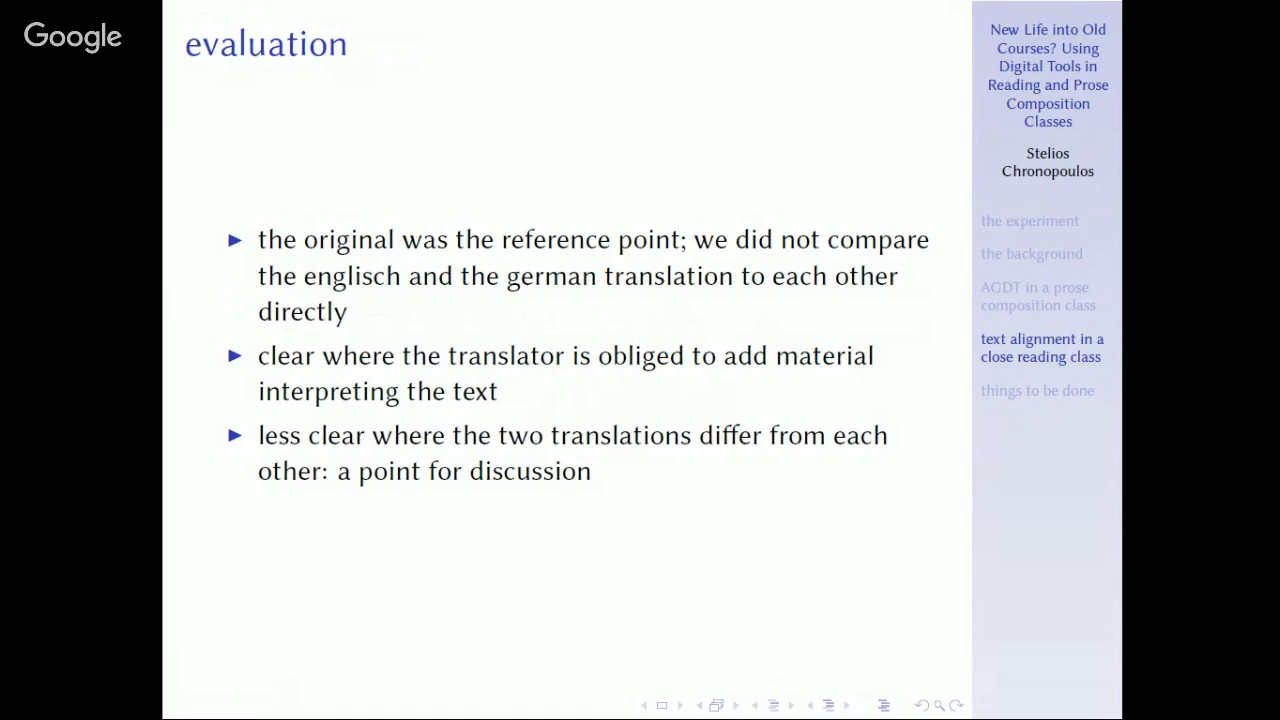 Google
evaluation
▶ the original was the reference point; we did not compare
the englisch and the german translation to each other
directly
▶ clear where the translator is obliged to add material
interpreting the text
▶ less clear where the two translations differ from each
other: a point for discussion
New Life into Old
Courses? Using
Digital Tools in
Reading and Prose
Composition
Classes
Stelios
Chronopoulos
the experiment
the background
AGDT in a prose
composition class
text alignment in a
close reading class
things to be done